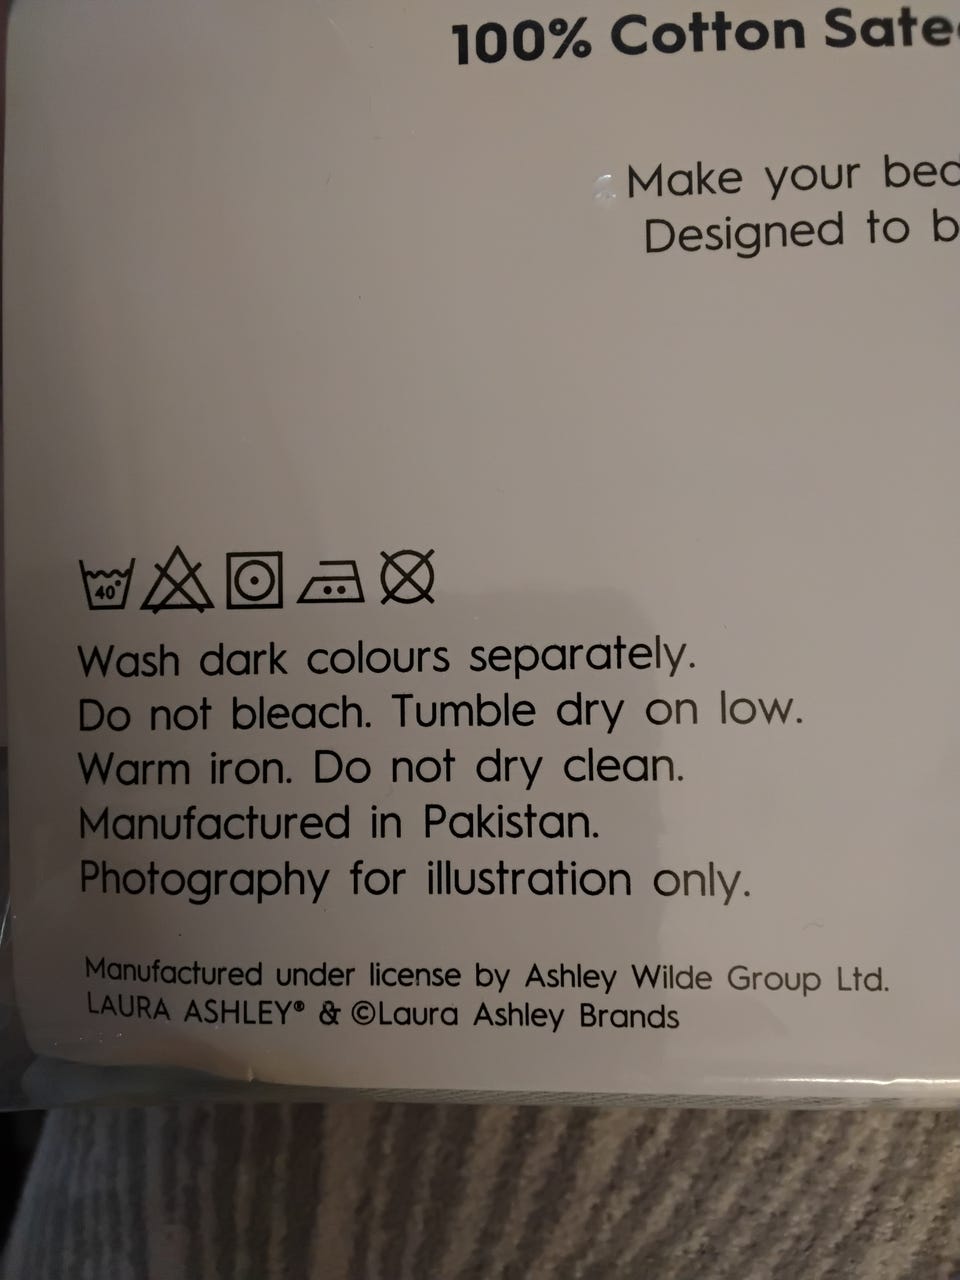 100% Cotton
Make your
Designed to
40°
Wash dark colours separately.
Do not bleach. Tumble dry on low.
Warm iron. Do not dry clean.
Manufactured in Pakistan.
Photography for illustration only.
Manufactured under license by Ashley Wilde Group Ltd.
LAURA ASHLEY® & ©Laura Ashley Brands